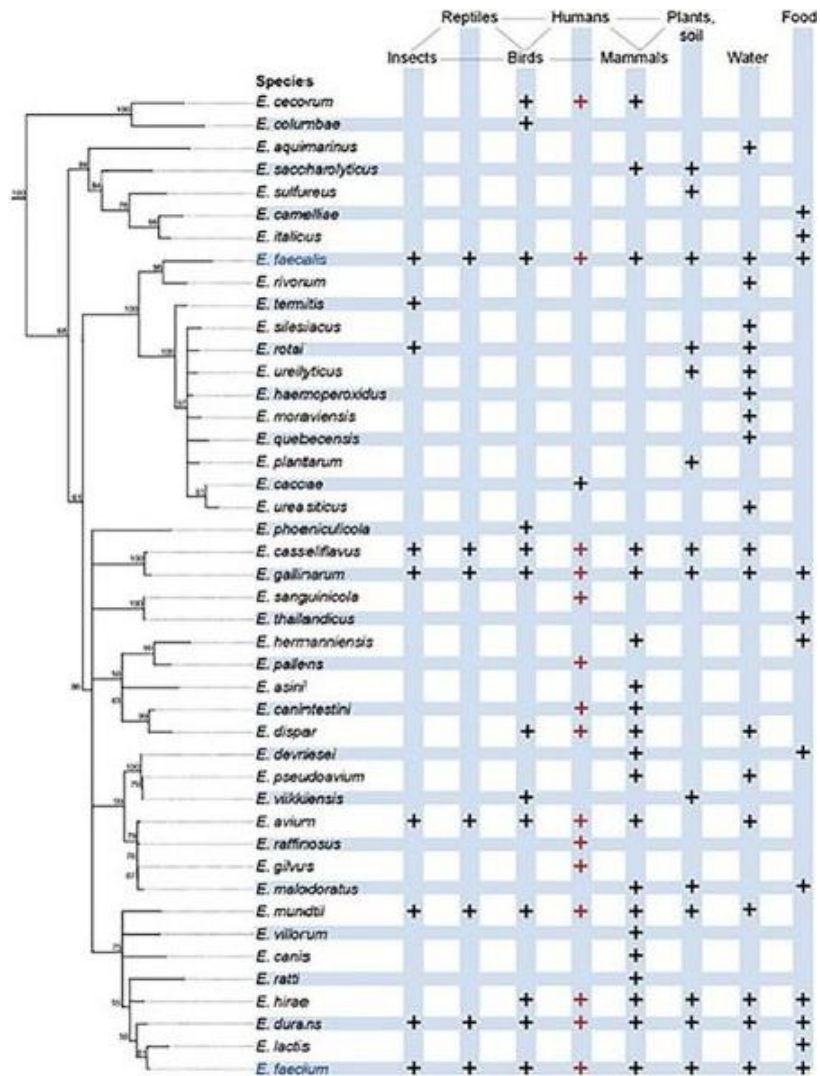 Reptiles Humans Plants, soil Food
Insects Birds Mammals Water
Species
E. cecorum + + +
E. columbae +
E. aquimarinus +
E. saccharolyticus + +
E. sulfureus +
E. camelliae +
E. italicus +
E. faecalis + + + + + + + +
E. rivorum +
E. termitis +
E. silesiacus +
E. rotai + + +
E. ureilyticus + +
E. haemoperoxidus +
E. moraviensis +
E. quebecensis +
E. plantarum +
E. cacciae +
E. ureasiticus +
E. phoeniculicola +
E. casseliflavus + + + + + + +
E. gallinarum + + + + + + + +
E. sanguinicola +
E. thailandicus +
E. hermanniensis + +
E. pallens +
E. asini +
E. canintestini + +
E. dispar + + + +
E. devriesei + +
E. pseudoavium + +
E. viikkiensis + +
E. avium + + + + + +
E. raffinosus +
E. gilvus +
E. malodoratus + + +
E. mundtii + + + + + + +
E. villorum +
E. canis +
E. ratti +
E. hirae + + + + + +
E. durans + + + + + + + +
E. lactis +
E. faecium + + + + + + + +